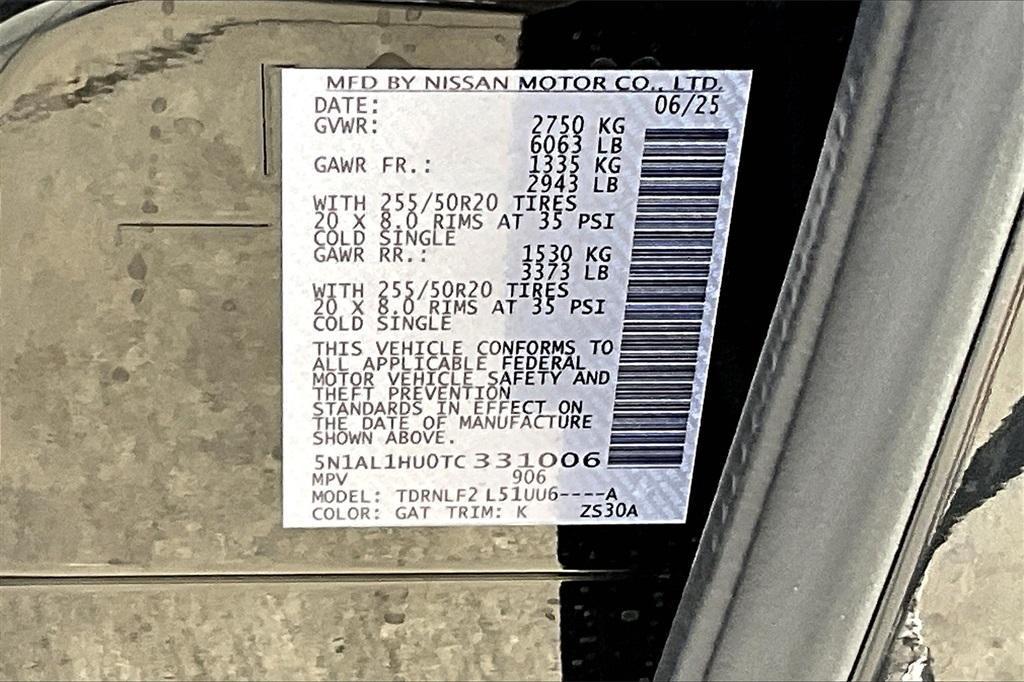 MFD BY NISSAN MOTOR CO., LTD.
DATE: 06/25
GVWR: 2750 KG
6063 LB
GAWR FR.: 1335 KG
2943 LB
WITH 255/50R20 TIRES
20 X 8.0 RIMS AT 35 PSI
COLD SINGLE
GAWR RR.: 1530 KG
3373 LB
WITH 255/50R20 TIRES
20 X 8.0 RIMS AT 35 PSI
COLD SINGLE
THIS VEHICLE CONFORMS TO
ALL APPLICABLE FEDERAL
MOTOR VEHICLE SAFETY AND
THEFT PREVENTION
STANDARDS IN EFFECT ON
THE DATE OF MANUFACTURE
SHOWN ABOVE.
5N1AL1HU0TC331006
MPV 906
MODEL: TDRNLF2 L51UU6----A
COLOR: GAT TRIM: K ZS30A